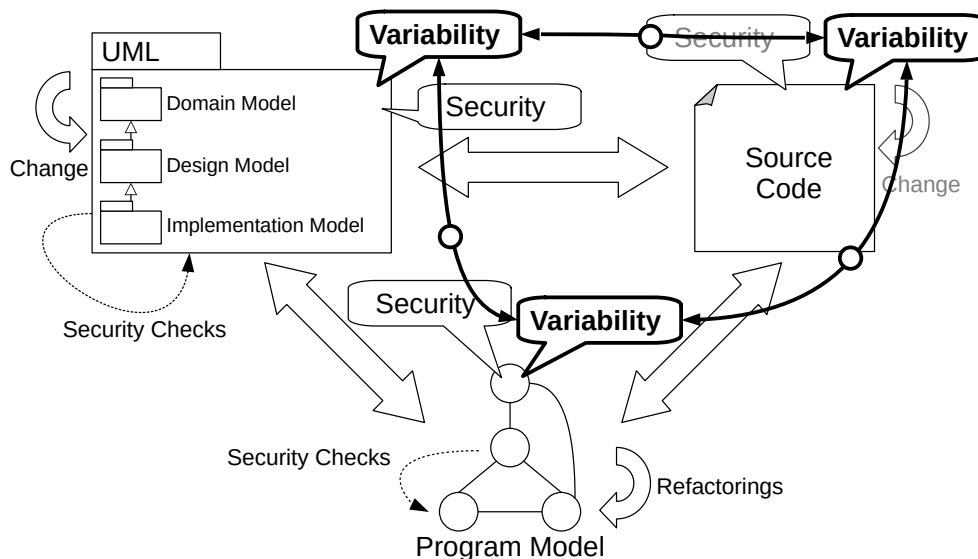 UML
Variability
Security
Variability
Domain Model
Security
Change
Design Model
Source
Code
Change
Implementation Model
Security Checks
Security
Variability
Security Checks
Refactorings
Program Model